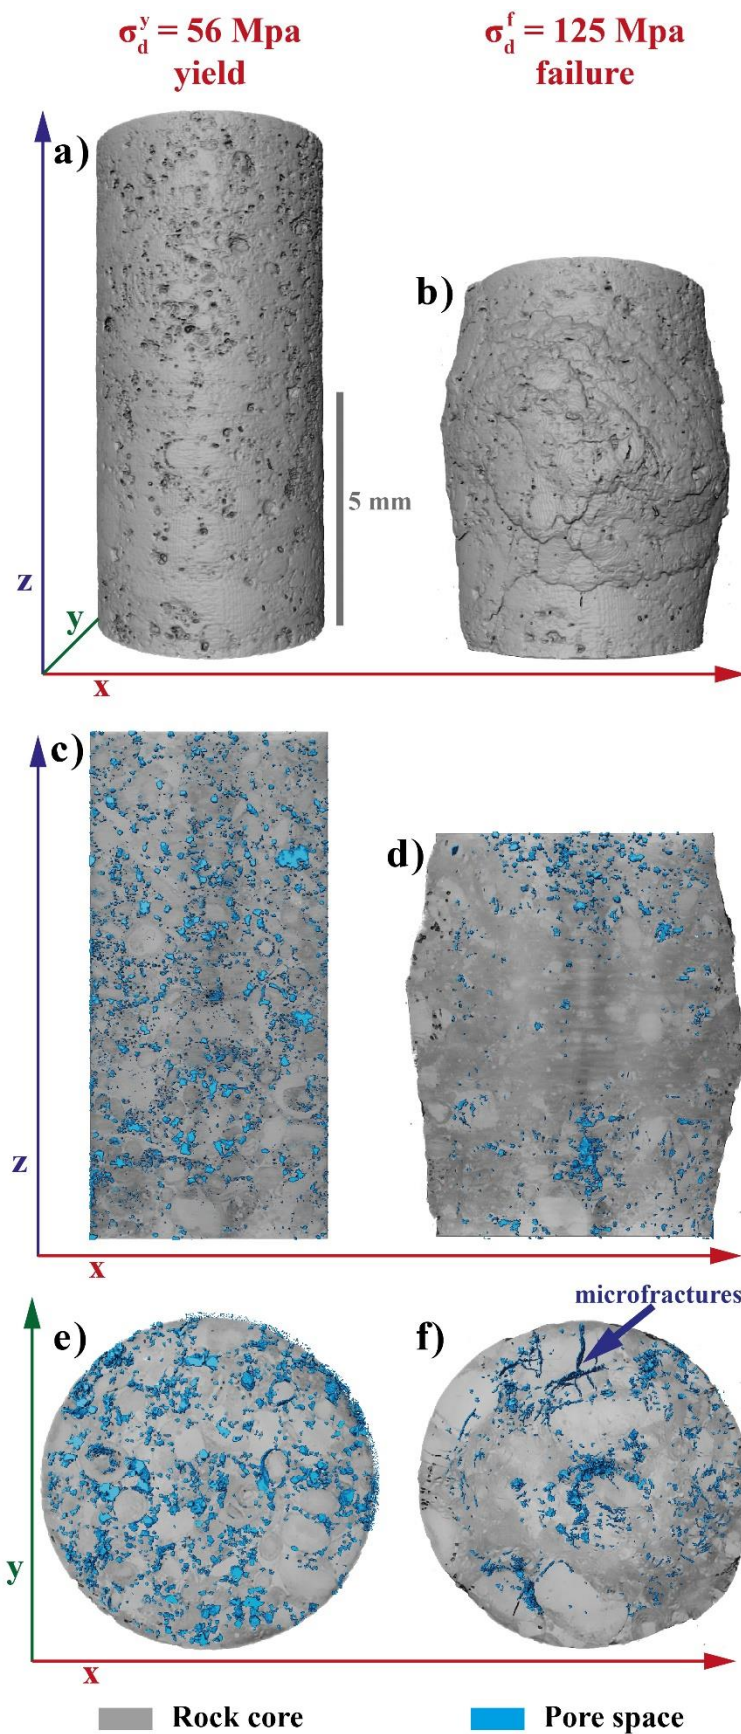 σ_d^y = 56 Mpa
yield
σ_d^f = 125 Mpa
failure
a)
b)
5 mm
z
y
x
c)
d)
z
x
microfractures
e)
f)
y
x
Rock core
Pore space